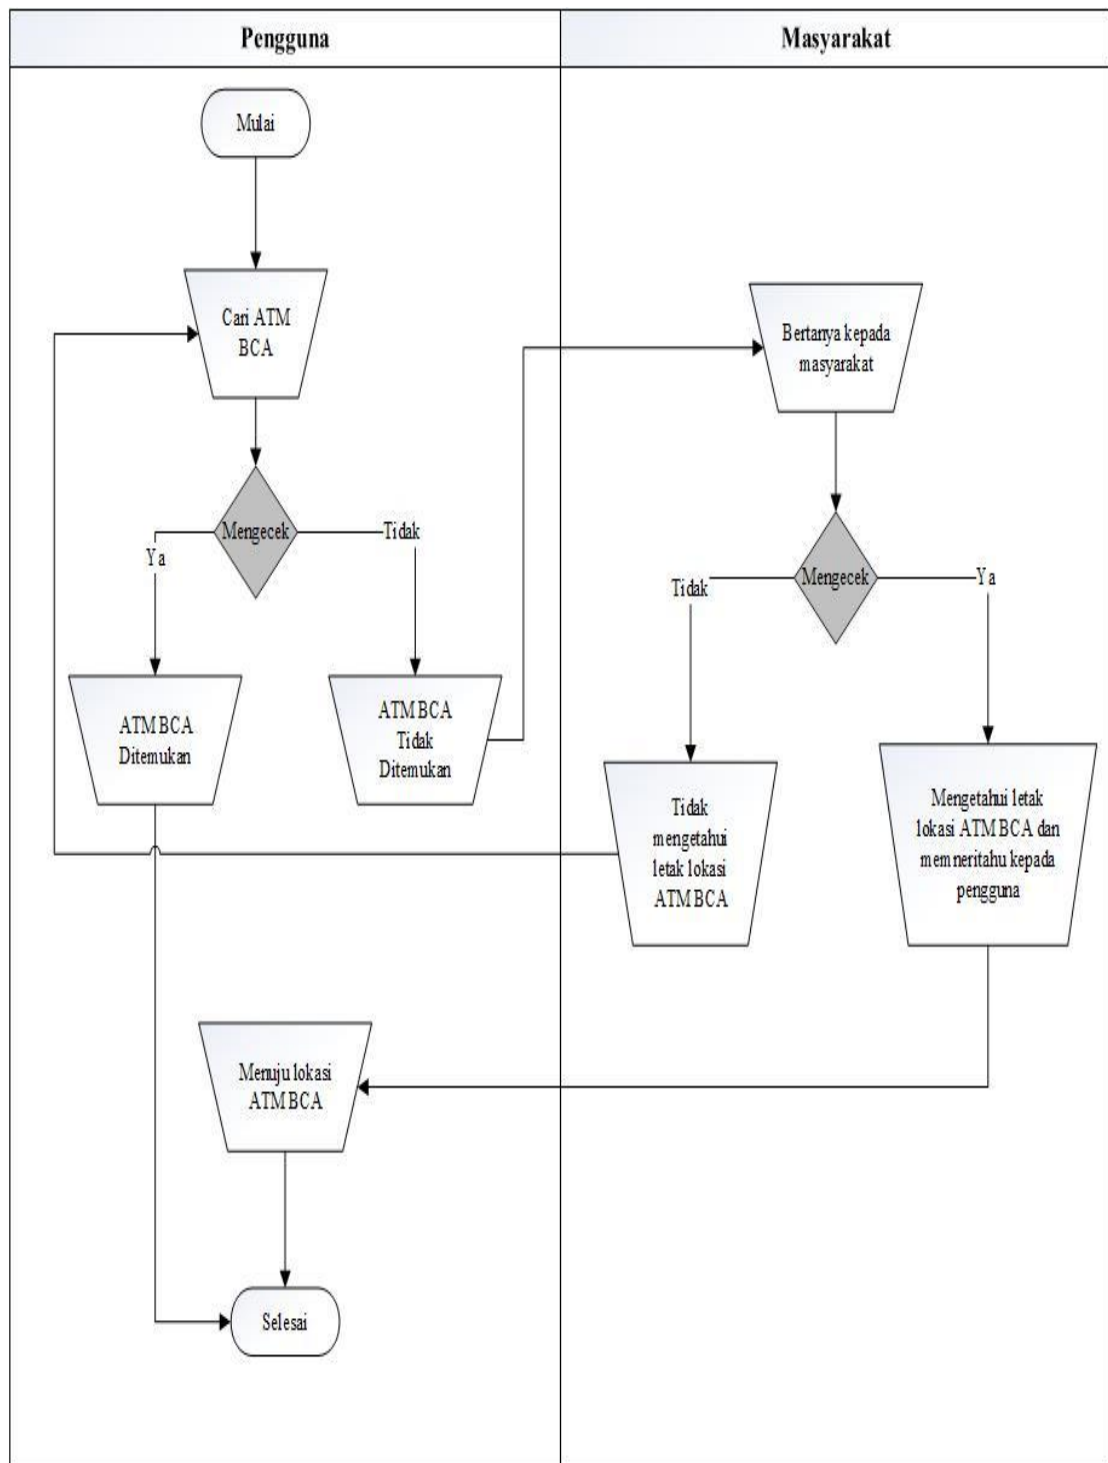 Pengguna
Masyarakat
Mulai
Cari ATM
BCA
Bertanya kepada
masyarakat
Mengecek
Ya
Tidak
Mengecek
Tidak
Ya
ATM BCA
Ditemukan
ATM BCA
Tidak
Ditemukan
Tidak
mengetahui
letak lokasi
ATM BCA
Mengetahui letak
lokasi ATM BCA dan
memneritahu kepada
pengguna
Menuju lokasi
ATM BCA
Selesai